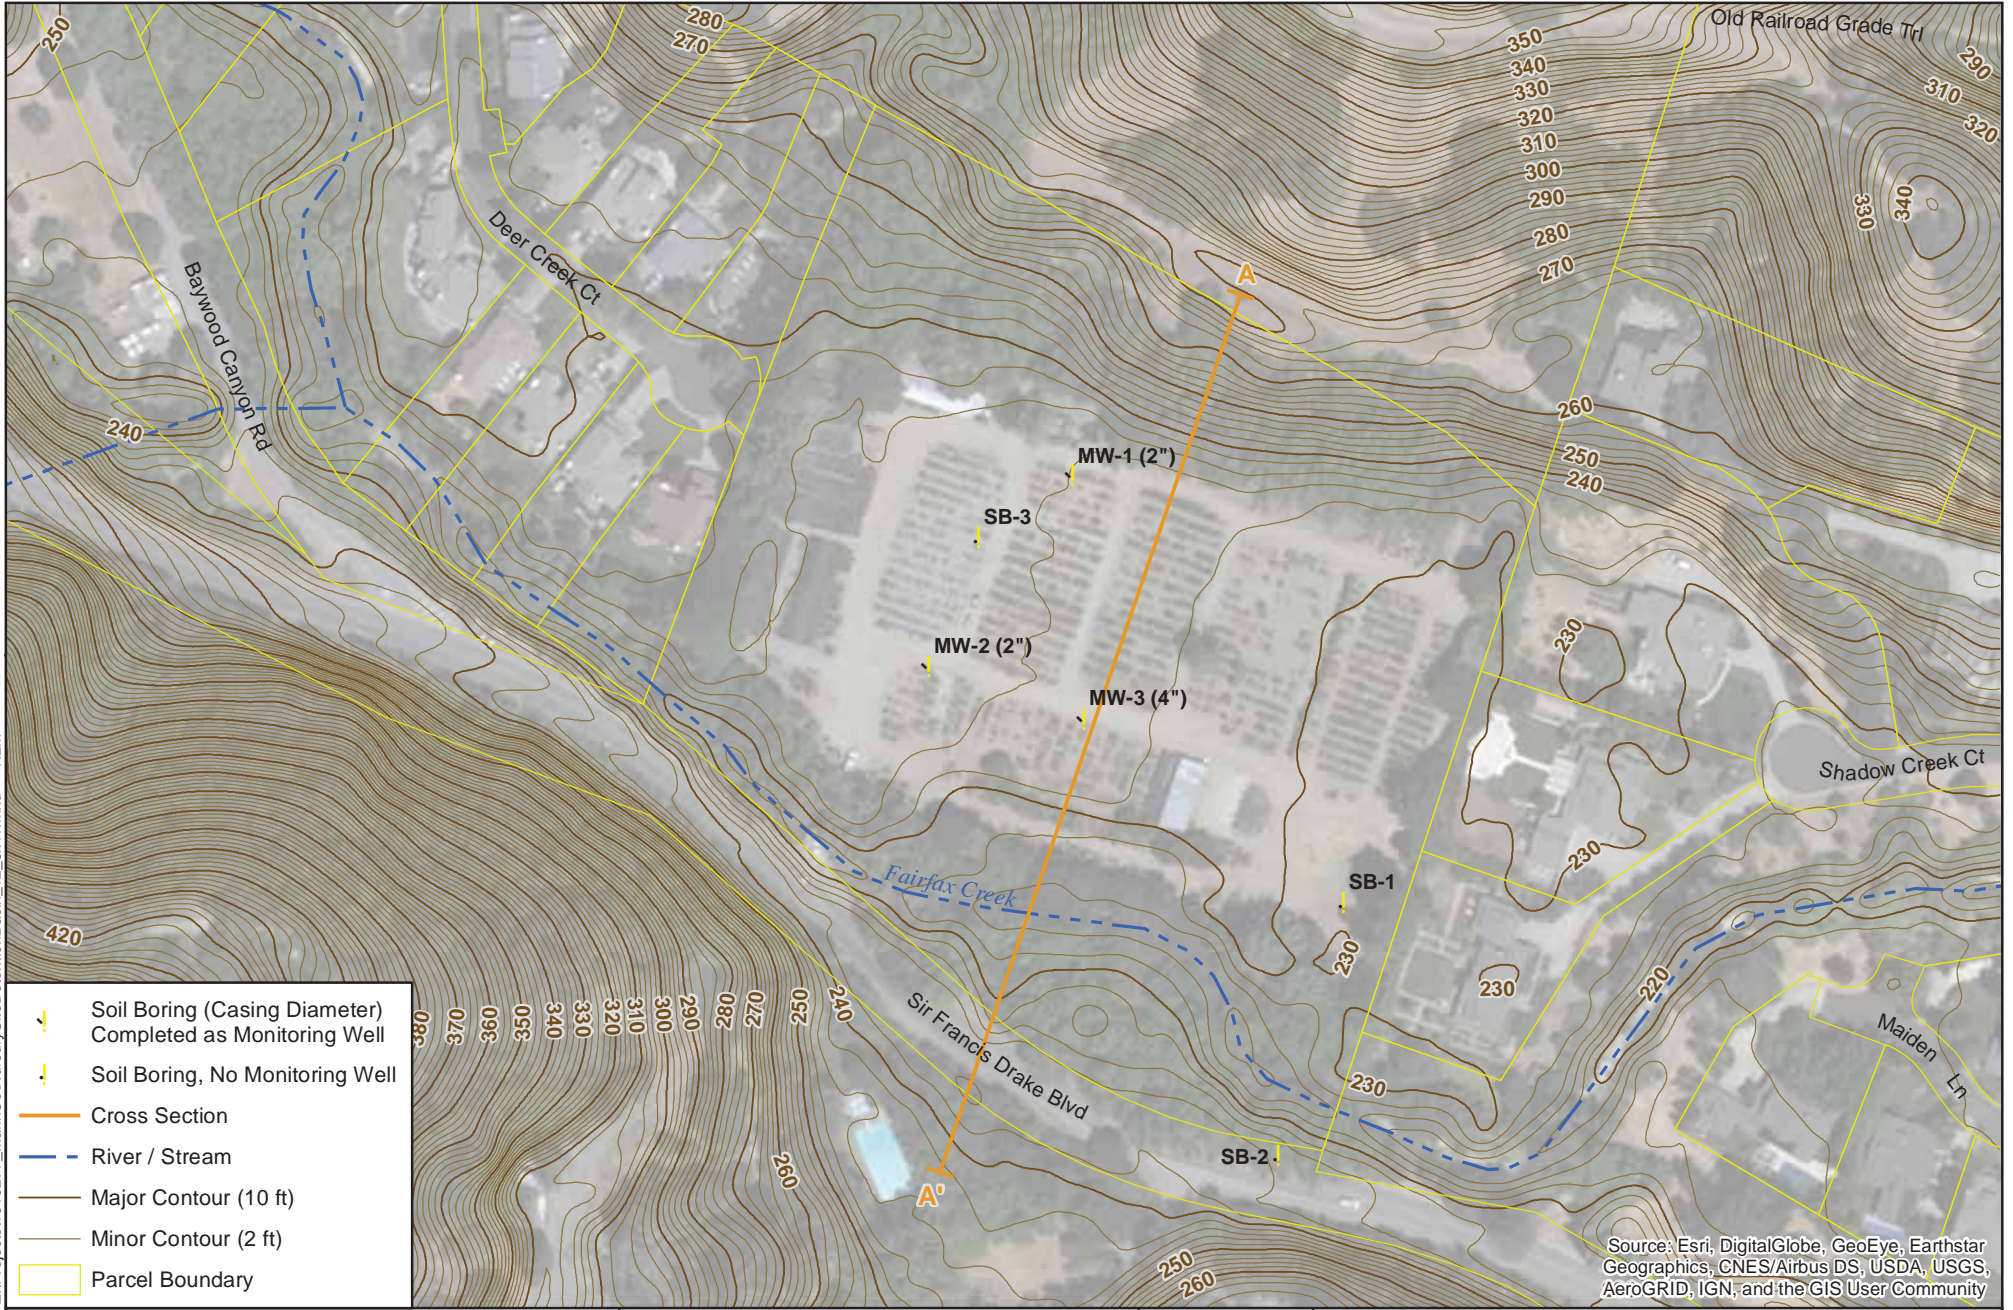 250
280
270
Old Railroad Grade Trl
350
340
330
320
310
300
290
280
270
290
310
320
330
340
Deer Creek Ct
Baywood Canyon Rd
A
240
260
250
240
MW-1 (2")
SB-3
MW-2 (2")
MW-3 (4")
230
Shadow Creek Ct
230
Fairfax Creek
SB-1
230
230
220
420
380
370
360
350
340
330
320
310
300
290
280
270
250
240
Sir Francis Drake Blvd
Maiden Ln
230
260
SB-2
A'
250
260
Soil Boring (Casing Diameter)
Completed as Monitoring Well
Soil Boring, No Monitoring Well
Cross Section
River / Stream
Major Contour (10 ft)
Minor Contour (2 ft)
Parcel Boundary
Source: Esri, DigitalGlobe, GeoEye, Earthstar
Geographics, CNES/Airbus DS, USDA, USGS,
AeroGRID, IGN, and the GIS User Community